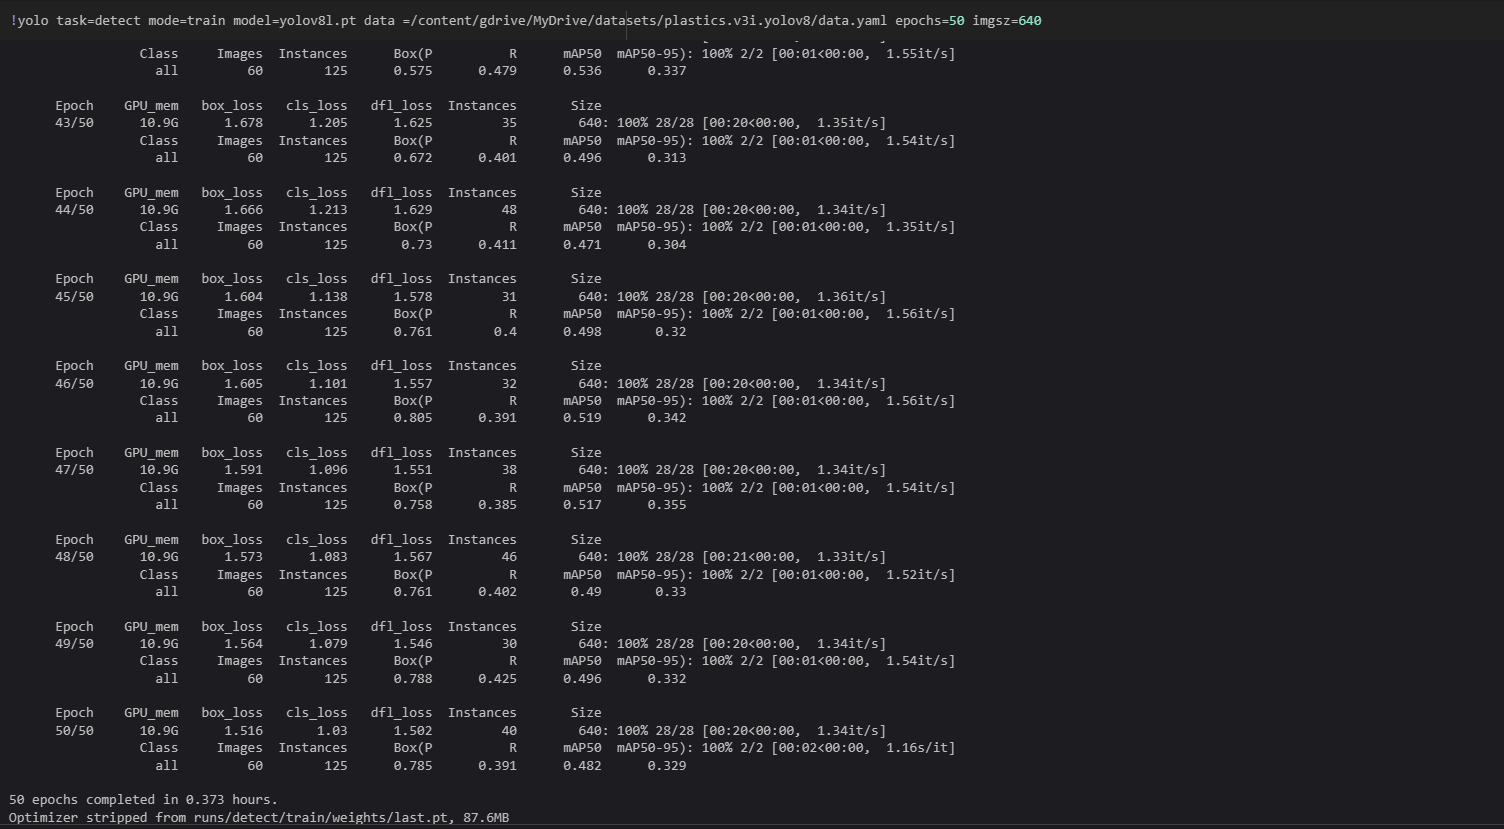 !yolo task=detect mode=train model=yolov8l.pt data =/content/gdrive/MyDrive/datasets/plastics.v3i.yolov8/data.yaml epochs=50 imgsz=640
Class Images Instances Box(P R mAP50 mAP50-95): 100% 2/2 [00:01<00:00, 1.55it/s]
all 60 125 0.575 0.479 0.536 0.337
Epoch GPU_mem box_loss cls_loss dfl_loss Instances Size
43/50 10.9G 1.678 1.205 1.625 35 640: 100% 28/28 [00:20<00:00, 1.35it/s]
Class Images Instances Box(P R mAP50 mAP50-95): 100% 2/2 [00:01<00:00, 1.54it/s]
all 60 125 0.672 0.401 0.496 0.313
Epoch GPU_mem box_loss cls_loss dfl_loss Instances Size
44/50 10.9G 1.666 1.213 1.629 48 640: 100% 28/28 [00:20<00:00, 1.34it/s]
Class Images Instances Box(P R mAP50 mAP50-95): 100% 2/2 [00:01<00:00, 1.35it/s]
all 60 125 0.73 0.411 0.471 0.304
Epoch GPU_mem box_loss cls_loss dfl_loss Instances Size
45/50 10.9G 1.604 1.138 1.578 31 640: 100% 28/28 [00:20<00:00, 1.36it/s]
Class Images Instances Box(P R mAP50 mAP50-95): 100% 2/2 [00:01<00:00, 1.56it/s]
all 60 125 0.761 0.4 0.498 0.32
Epoch GPU_mem box_loss cls_loss dfl_loss Instances Size
46/50 10.9G 1.605 1.101 1.557 32 640: 100% 28/28 [00:20<00:00, 1.34it/s]
Class Images Instances Box(P R mAP50 mAP50-95): 100% 2/2 [00:01<00:00, 1.56it/s]
all 60 125 0.805 0.391 0.519 0.342
Epoch GPU_mem box_loss cls_loss dfl_loss Instances Size
47/50 10.9G 1.591 1.096 1.551 38 640: 100% 28/28 [00:20<00:00, 1.34it/s]
Class Images Instances Box(P R mAP50 mAP50-95): 100% 2/2 [00:01<00:00, 1.54it/s]
all 60 125 0.758 0.385 0.517 0.355
Epoch GPU_mem box_loss cls_loss dfl_loss Instances Size
48/50 10.9G 1.573 1.083 1.567 46 640: 100% 28/28 [00:21<00:00, 1.33it/s]
Class Images Instances Box(P R mAP50 mAP50-95): 100% 2/2 [00:01<00:00, 1.52it/s]
all 60 125 0.761 0.402 0.49 0.33
Epoch GPU_mem box_loss cls_loss dfl_loss Instances Size
49/50 10.9G 1.564 1.079 1.546 30 640: 100% 28/28 [00:20<00:00, 1.34it/s]
Class Images Instances Box(P R mAP50 mAP50-95): 100% 2/2 [00:01<00:00, 1.54it/s]
all 60 125 0.788 0.425 0.496 0.332
Epoch GPU_mem box_loss cls_loss dfl_loss Instances Size
50/50 10.9G 1.516 1.03 1.502 40 640: 100% 28/28 [00:20<00:00, 1.34it/s]
Class Images Instances Box(P R mAP50 mAP50-95): 100% 2/2 [00:02<00:00, 1.16s/it]
all 60 125 0.785 0.391 0.482 0.329
50 epochs completed in 0.373 hours.
Optimizer stripped from runs/detect/train/weights/last.pt, 87.6MB